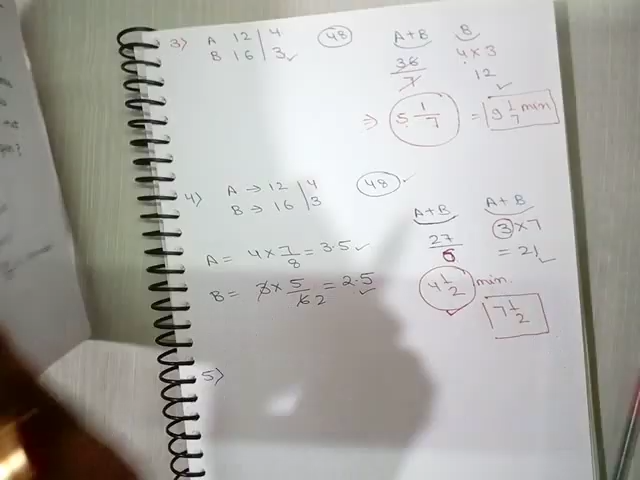 3) A 12 | 4 48
B 16 | 3 ✓
A+B B
36/7 4×3
12 ✓
⇒ 5 1/7 = 9 1/7 min
4) A → 12 | 4 48 ✓
B → 16 | 3
A+B A+B
27/6 3×7
= 21 ✓
A = 4 × 7/8 = 3.5 ✓
B = 3 × 5/6 2 = 2.5 ✓
4 1/2 min.
7 1/2
5)